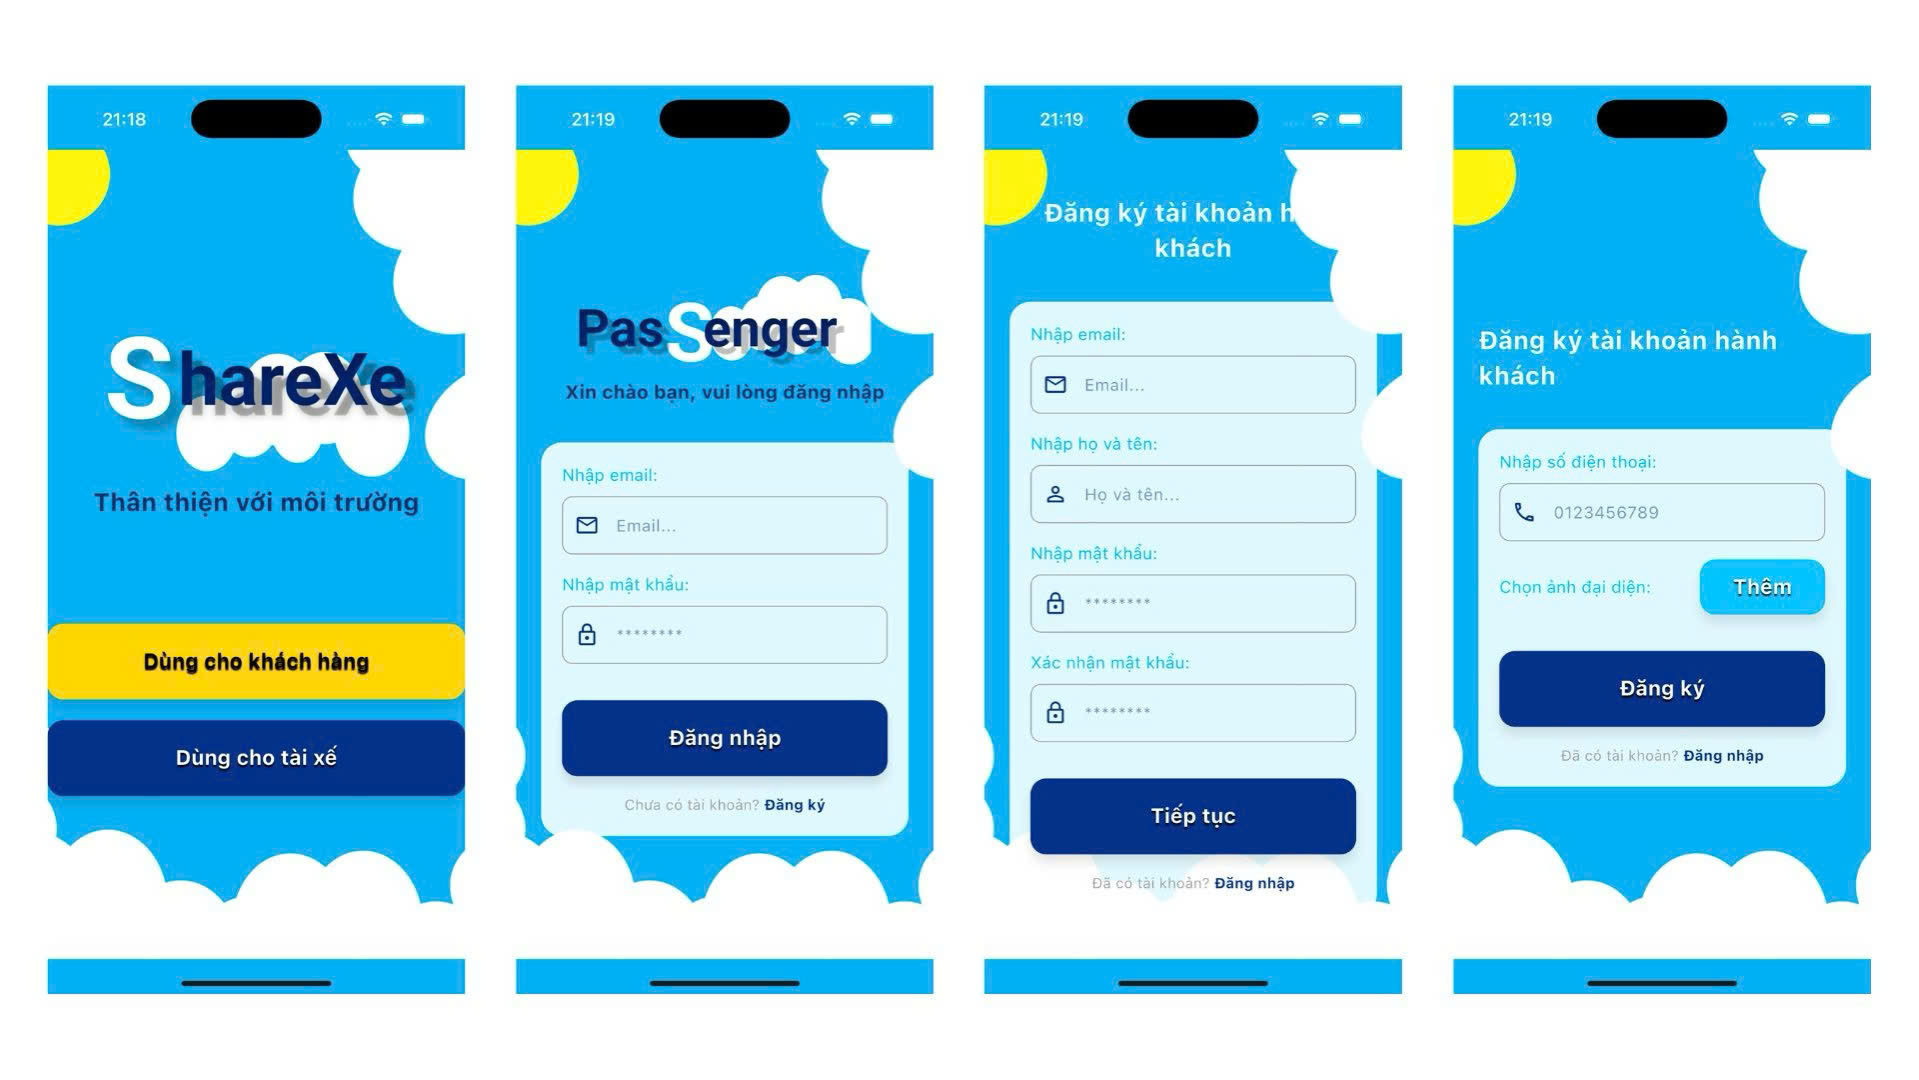 21:18
ShareXe
Thân thiện với môi trường
Dùng cho khách hàng
Dùng cho tài xế
21:19
PasSenger
Xin chào bạn, vui lòng đăng nhập
Nhập email:
Email...
Nhập mật khẩu:
********
Đăng nhập
Chưa có tài khoản? Đăng ký
21:19
Đăng ký tài khoản h
khách
Nhập email:
Email...
Nhập họ và tên:
Họ và tên...
Nhập mật khẩu:
********
Xác nhận mật khẩu:
********
Tiếp tục
Đã có tài khoản? Đăng nhập
21:19
Đăng ký tài khoản hành
khách
Nhập số điện thoại:
0123456789
Chọn ảnh đại diện:
Thêm
Đăng ký
Đã có tài khoản? Đăng nhập